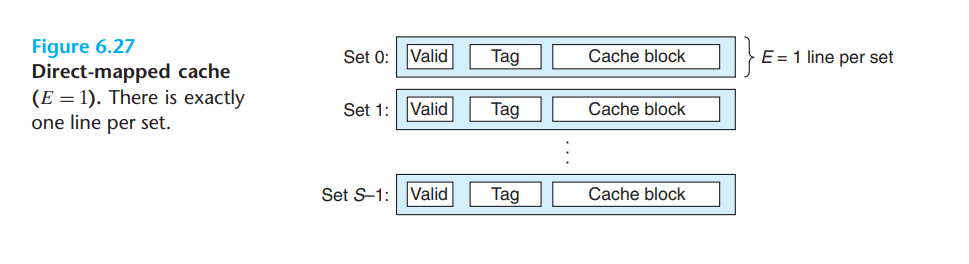 Figure 6.27
Direct-mapped cache
(E = 1). There is exactly
one line per set.
Set 0: Valid Tag Cache block E = 1 line per set
Set 1: Valid Tag Cache block
⋮
Set S–1: Valid Tag Cache block